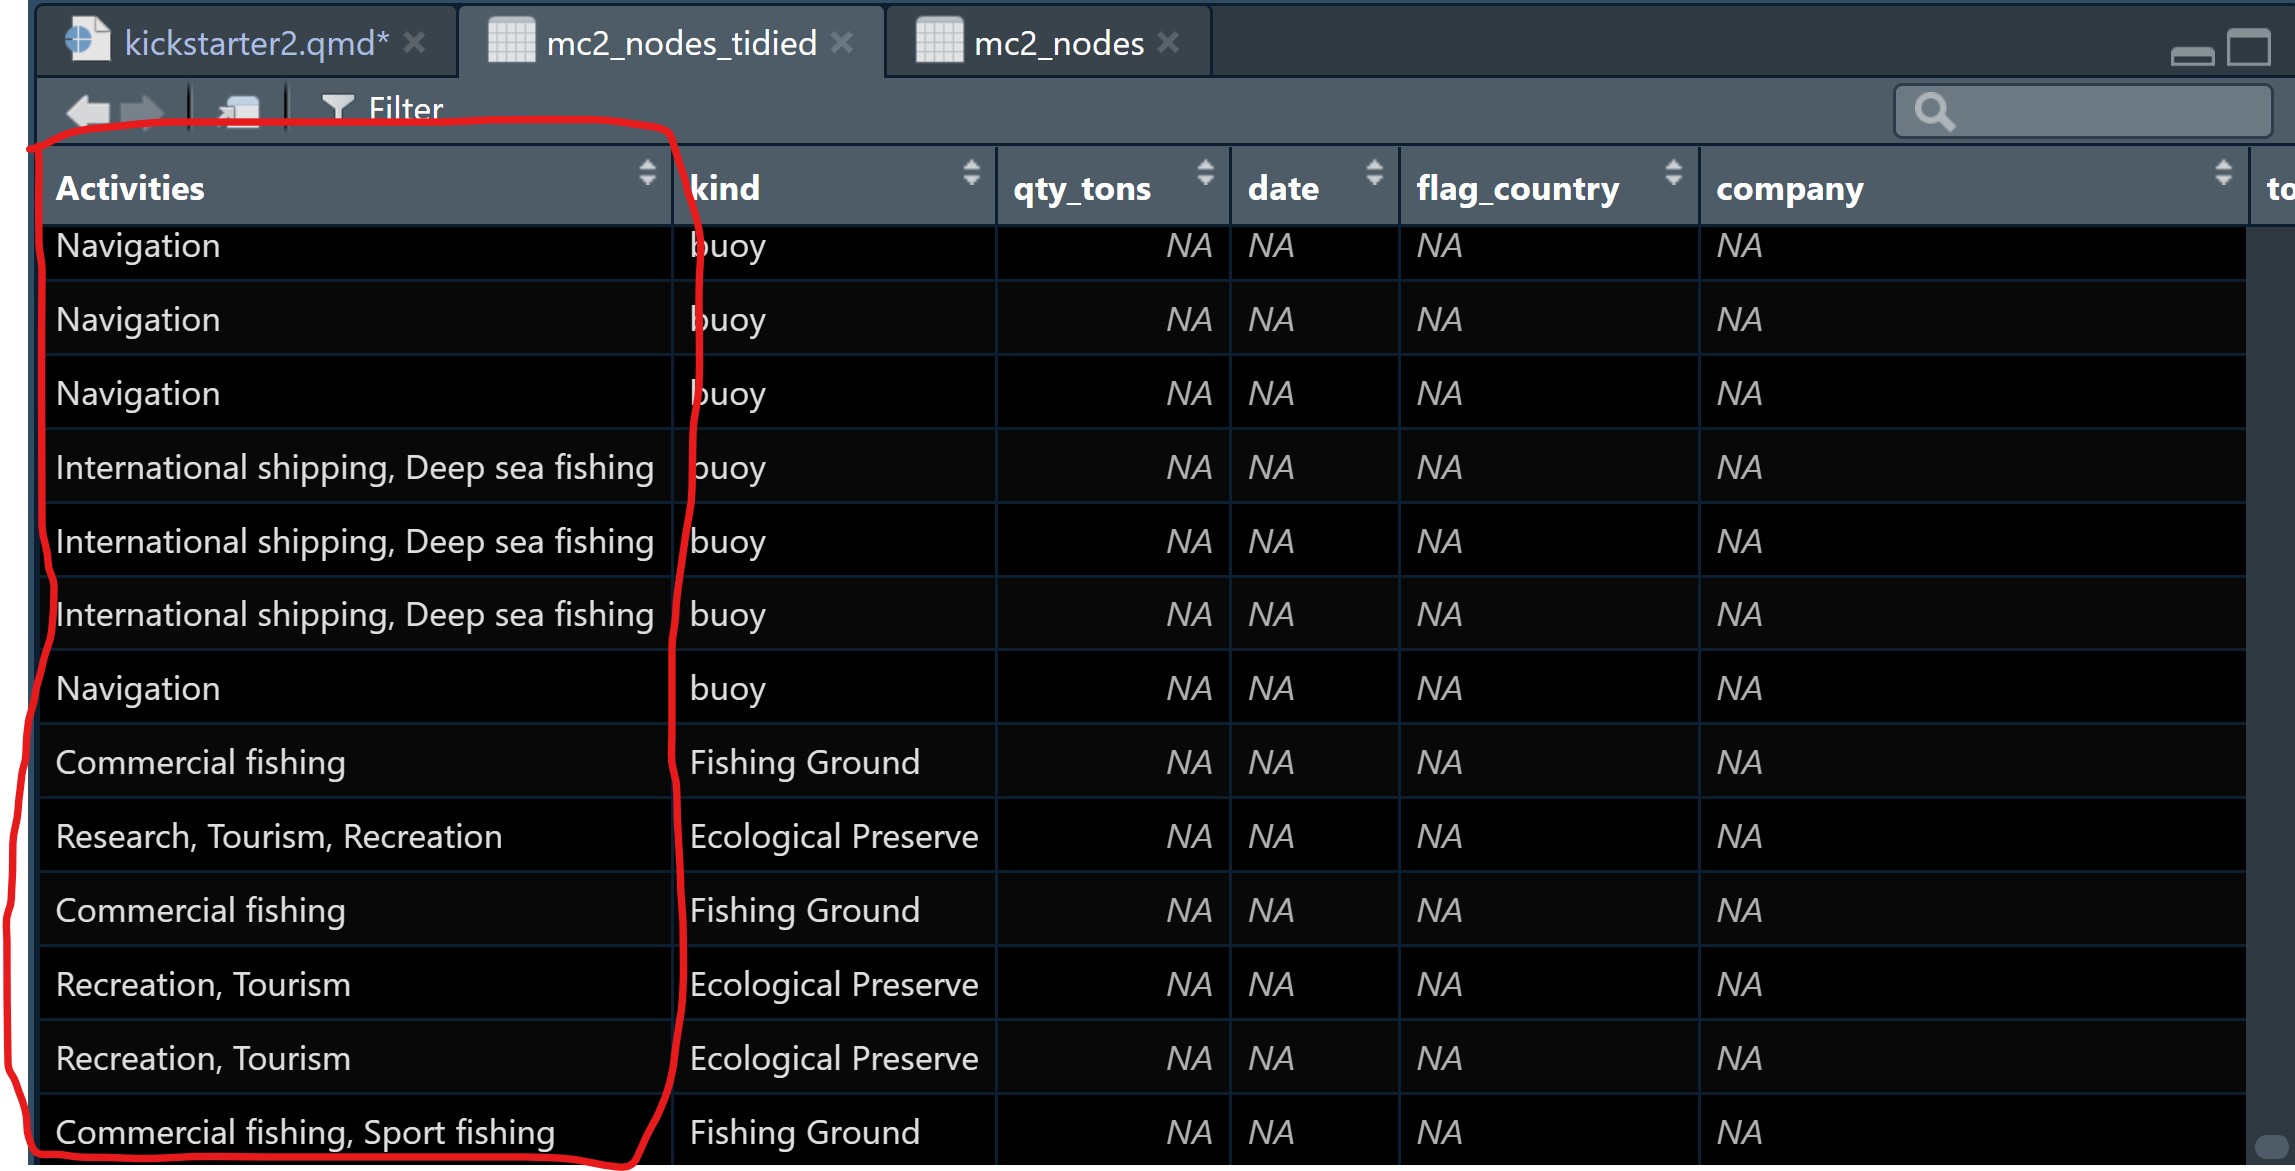 kickstarter2.qmd* mc2_nodes_tidied mc2_nodes
Filter
Activities kind qty_tons date flag_country company to
Navigation buoy NA NA NA NA
Navigation buoy NA NA NA NA
Navigation buoy NA NA NA NA
International shipping, Deep sea fishing buoy NA NA NA NA
International shipping, Deep sea fishing buoy NA NA NA NA
International shipping, Deep sea fishing buoy NA NA NA NA
Navigation buoy NA NA NA NA
Commercial fishing Fishing Ground NA NA NA NA
Research, Tourism, Recreation Ecological Preserve NA NA NA NA
Commercial fishing Fishing Ground NA NA NA NA
Recreation, Tourism Ecological Preserve NA NA NA NA
Recreation, Tourism Ecological Preserve NA NA NA NA
Commercial fishing, Sport fishing Fishing Ground NA NA NA NA